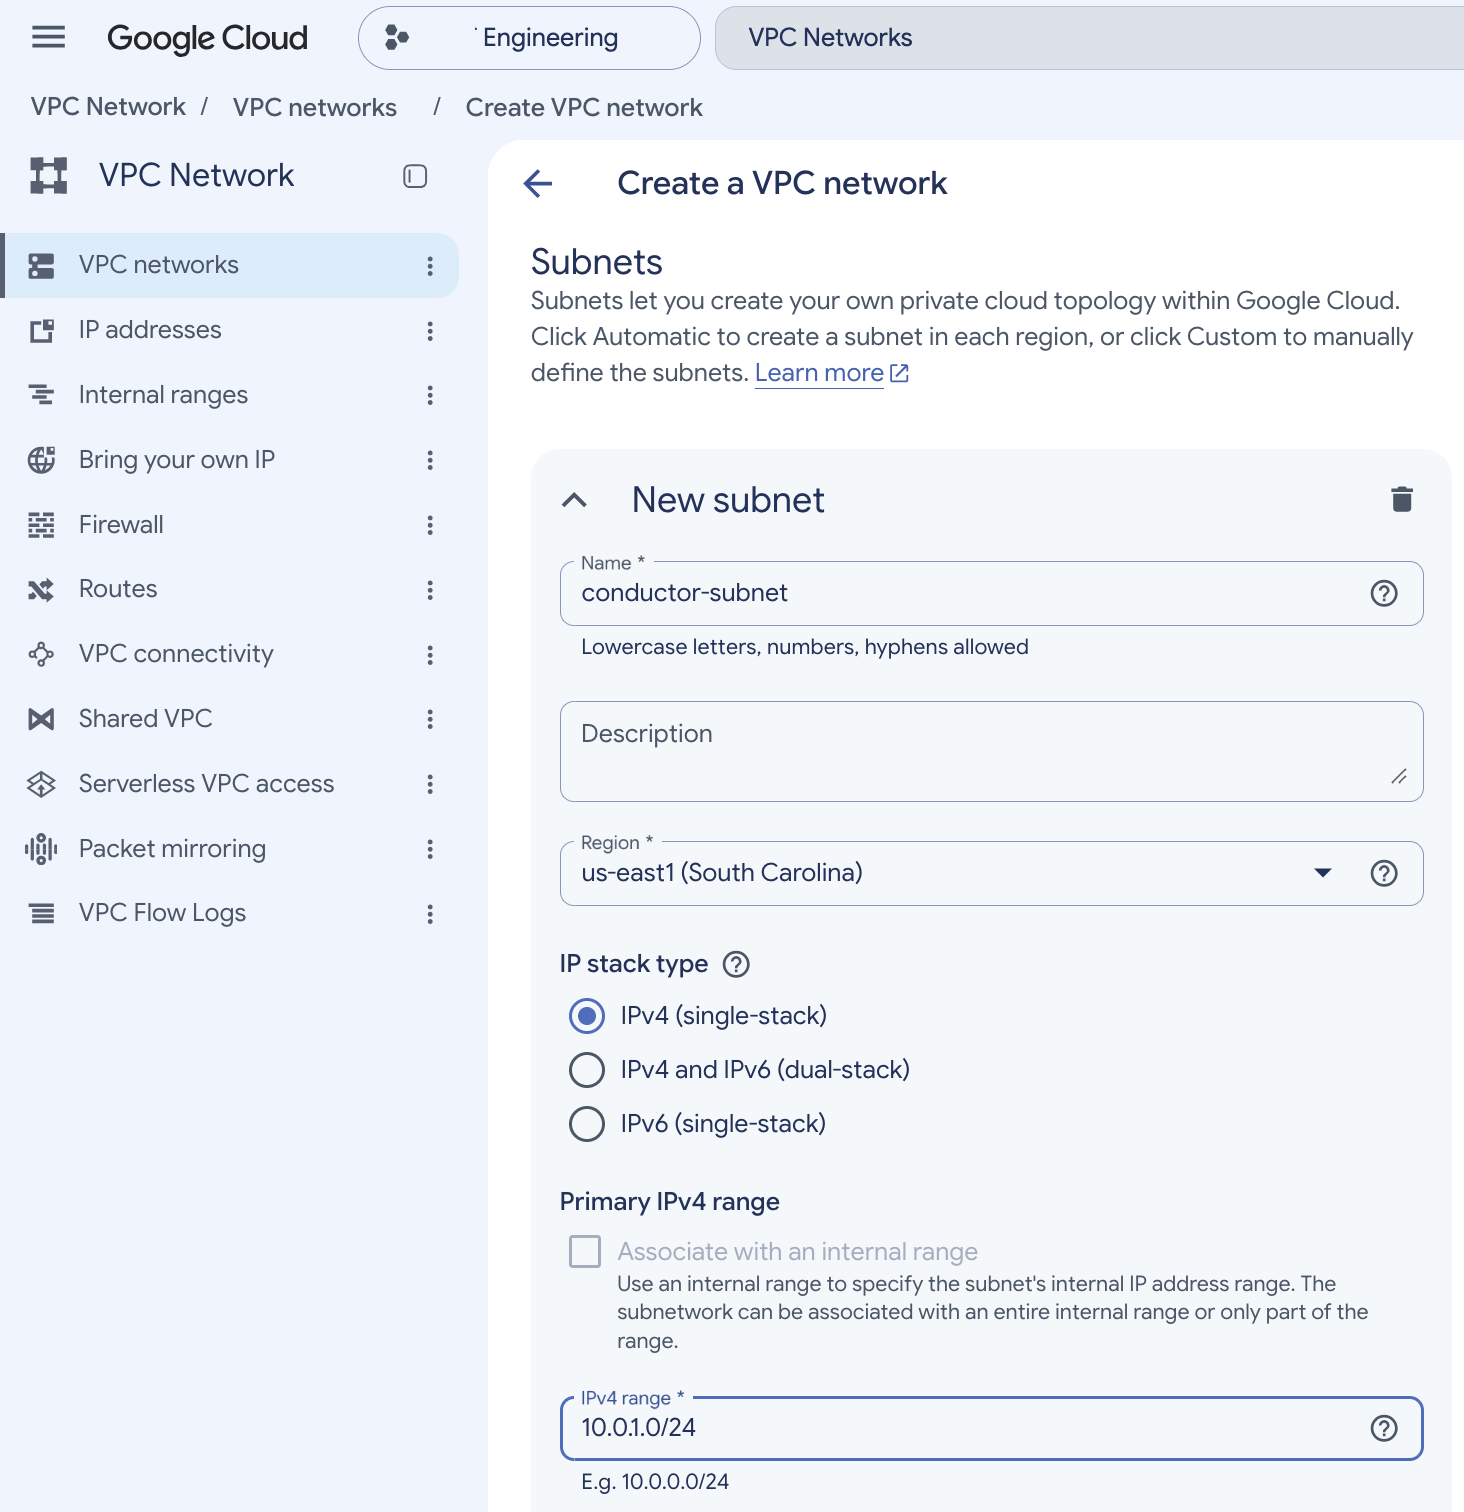 Google Cloud
Engineering
VPC Networks
VPC Network / VPC networks / Create VPC network
VPC Network
VPC networks
IP addresses
Internal ranges
Bring your own IP
Firewall
Routes
VPC connectivity
Shared VPC
Serverless VPC access
Packet mirroring
VPC Flow Logs
Create a VPC network
Subnets
Subnets let you create your own private cloud topology within Google Cloud.
Click Automatic to create a subnet in each region, or click Custom to manually
define the subnets. Learn more
New subnet
Name *
conductor-subnet
Lowercase letters, numbers, hyphens allowed
Description
Region *
us-east1 (South Carolina)
IP stack type
IPv4 (single-stack)
IPv4 and IPv6 (dual-stack)
IPv6 (single-stack)
Primary IPv4 range
Associate with an internal range
Use an internal range to specify the subnet's internal IP address range. The
subnetwork can be associated with an entire internal range or only part of the
range.
IPv4 range *
10.0.1.0/24
E.g. 10.0.0.0/24